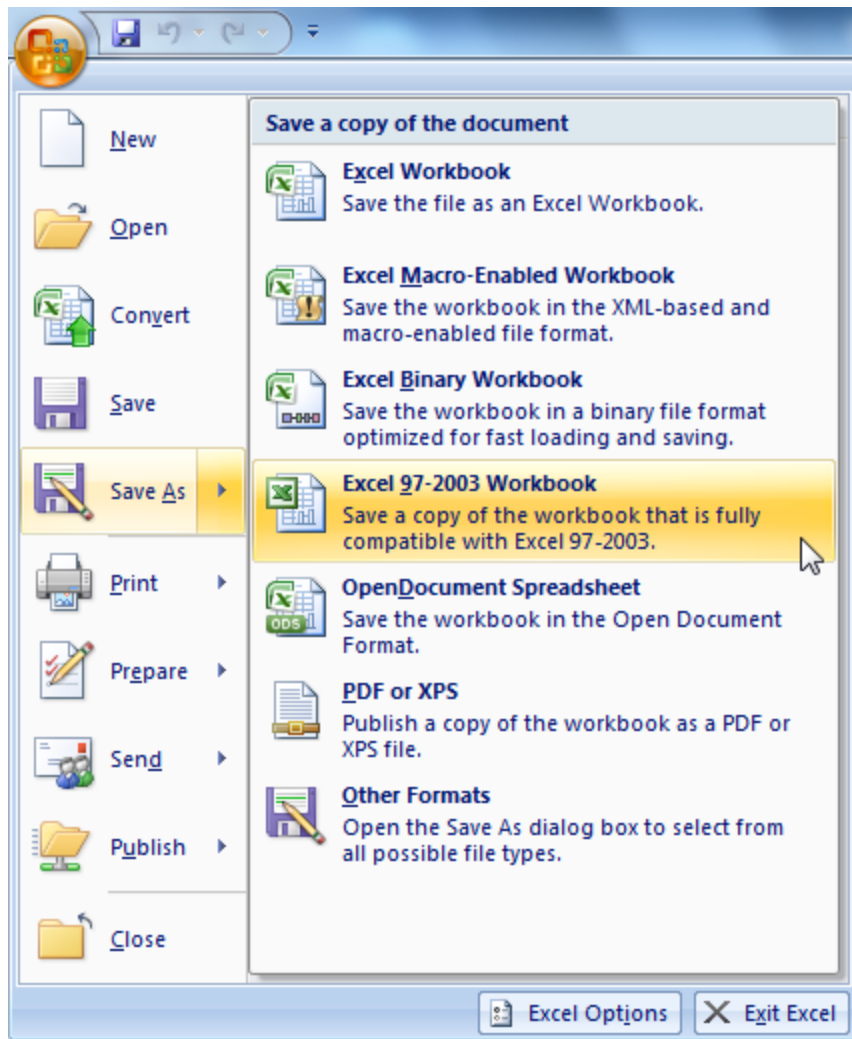 New
Open
Convert
Save
Save As
Print
Prepare
Send
Publish
Close
Save a copy of the document
Excel Workbook
Save the file as an Excel Workbook.
Excel Macro-Enabled Workbook
Save the workbook in the XML-based and
macro-enabled file format.
Excel Binary Workbook
Save the workbook in a binary file format
optimized for fast loading and saving.
Excel 97-2003 Workbook
Save a copy of the workbook that is fully
compatible with Excel 97-2003.
OpenDocument Spreadsheet
ODS
Save the workbook in the Open Document
Format.
PDF or XPS
Publish a copy of the workbook as a PDF or
XPS file.
Other Formats
Open the Save As dialog box to select from
all possible file types.
Excel Options
Exit Excel